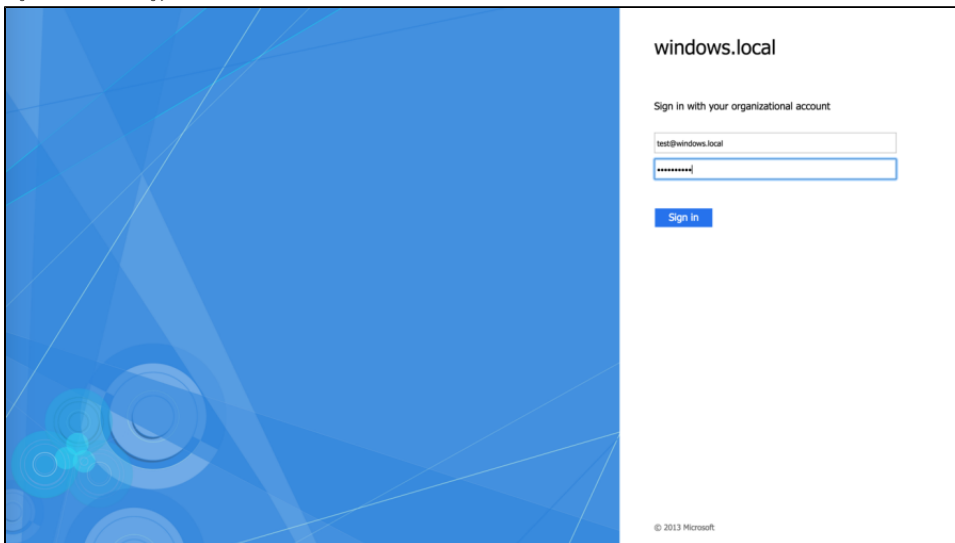 windows.local
Sign in with your organizational account
test@windows.local
••••••••••
Sign in
© 2013 Microsoft